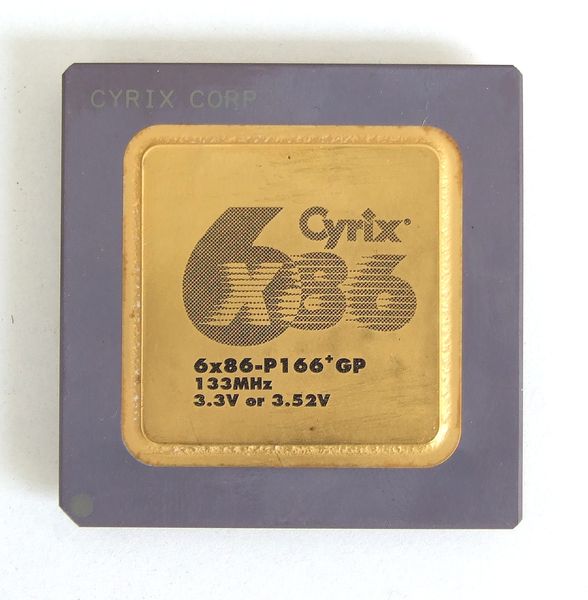 CYRIX CORP
Cyrix®
6x86
6x86-P166+GP
133MHz
3.3V or 3.52V